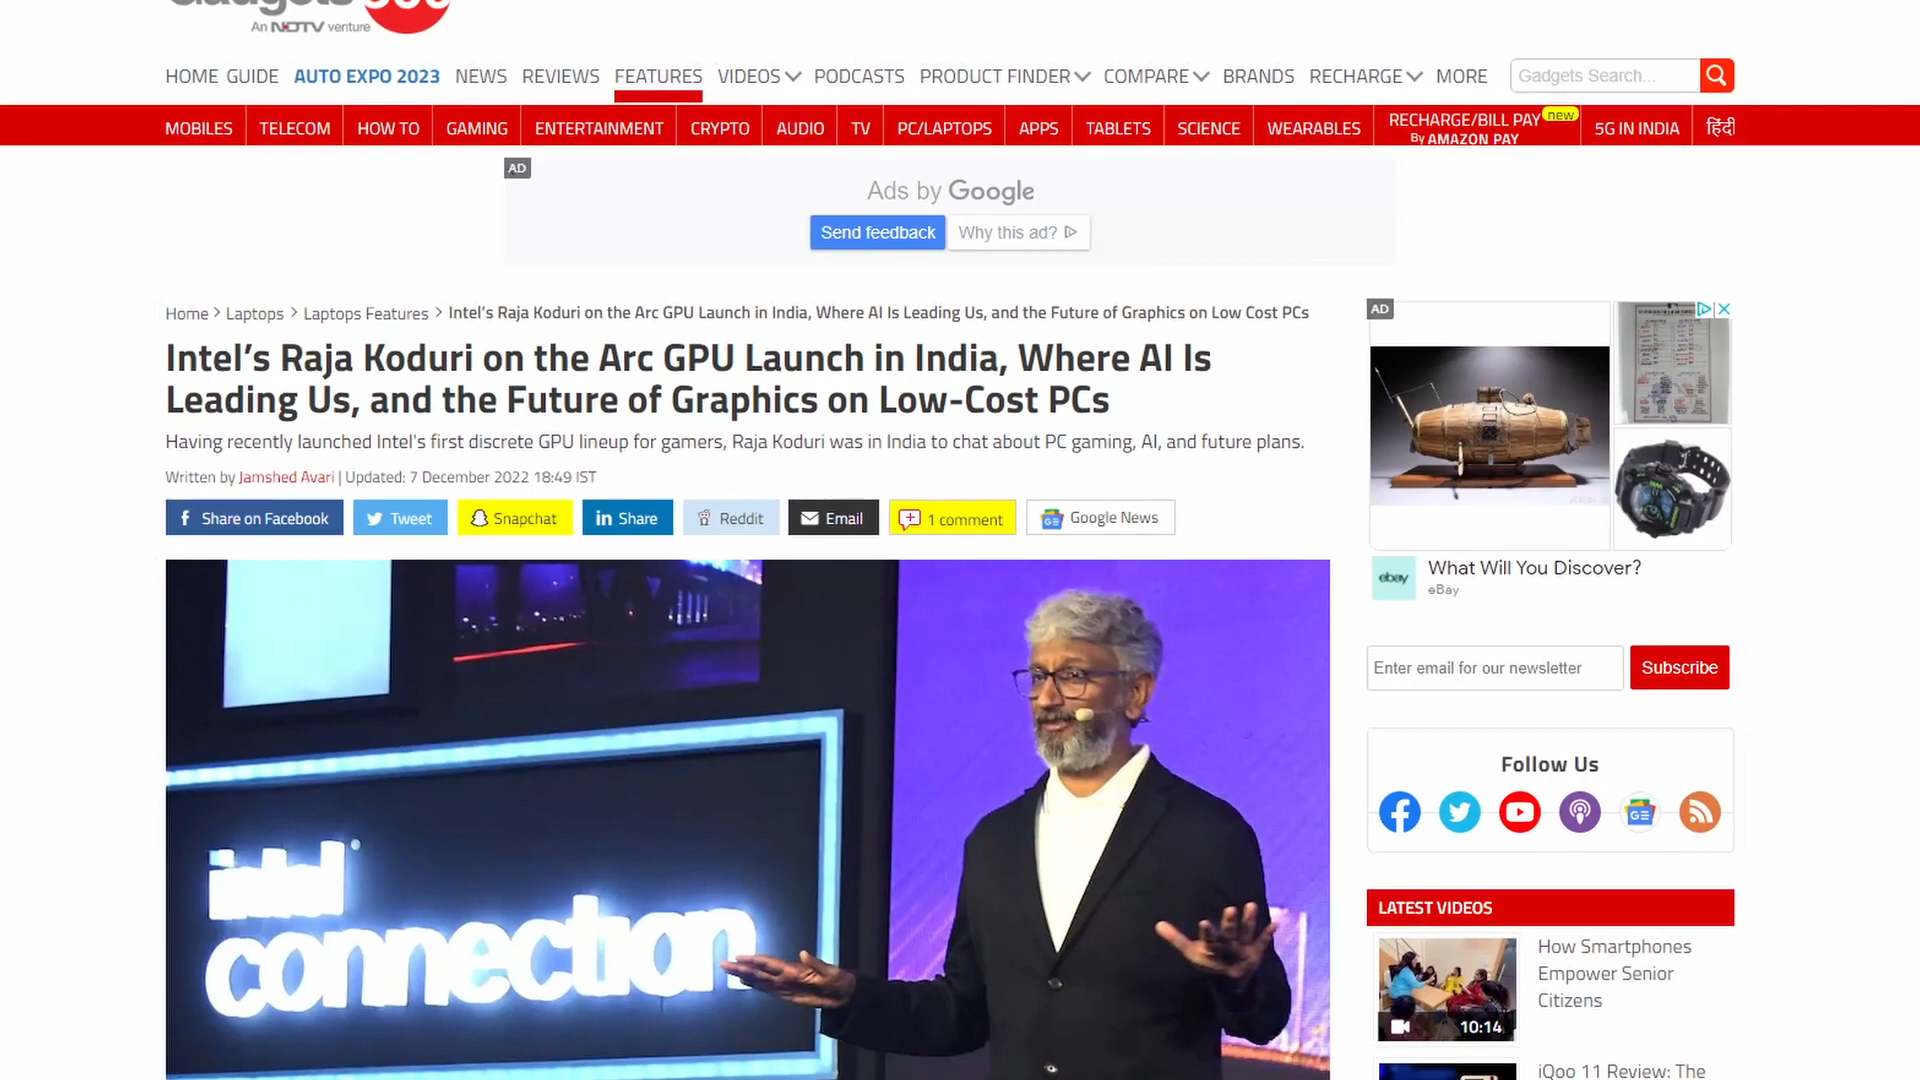 Gadgets 360
An NDTV venture
HOME GUIDE AUTO EXPO 2023 NEWS REVIEWS FEATURES VIDEOS PODCASTS PRODUCT FINDER COMPARE BRANDS RECHARGE MORE Gadgets Search...
MOBILES TELECOM HOW TO GAMING ENTERTAINMENT CRYPTO AUDIO TV PC/LAPTOPS APPS TABLETS SCIENCE WEARABLES RECHARGE/BILL PAY new 5G IN INDIA हिंदी
By AMAZON PAY
AD
Ads by Google
Send feedback Why this ad?
Home > Laptops > Laptops Features > Intel's Raja Koduri on the Arc GPU Launch in India, Where AI Is Leading Us, and the Future of Graphics on Low Cost PCs
Intel's Raja Koduri on the Arc GPU Launch in India, Where AI Is
Leading Us, and the Future of Graphics on Low-Cost PCs
Having recently launched Intel's first discrete GPU lineup for gamers, Raja Koduri was in India to chat about PC gaming, AI, and future plans.
Written by Jamshed Avari | Updated: 7 December 2022 18:49 IST
Share on Facebook Tweet Snapchat in Share Reddit Email 1 comment Google News
intel
connection
AD
ebay
What Will You Discover?
eBay
Enter email for our newsletter Subscribe
Follow Us
LATEST VIDEOS
How Smartphones
Empower Senior
Citizens
10:14
iQoo 11 Review: The